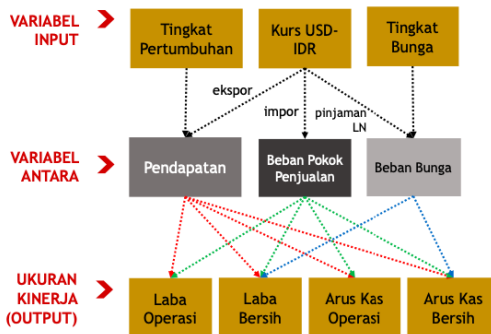 VARIABEL
INPUT
Tingkat
Pertumbuhan
Kurs USD-
IDR
Tingkat
Bunga
ekspor
impor
pinjaman
LN
VARIABEL
ANTARA
Pendapatan
Beban Pokok
Penjualan
Beban Bunga
UKURAN
KINERJA
(OUTPUT)
Laba
Operasi
Laba
Bersih
Arus Kas
Operasi
Arus Kas
Bersih